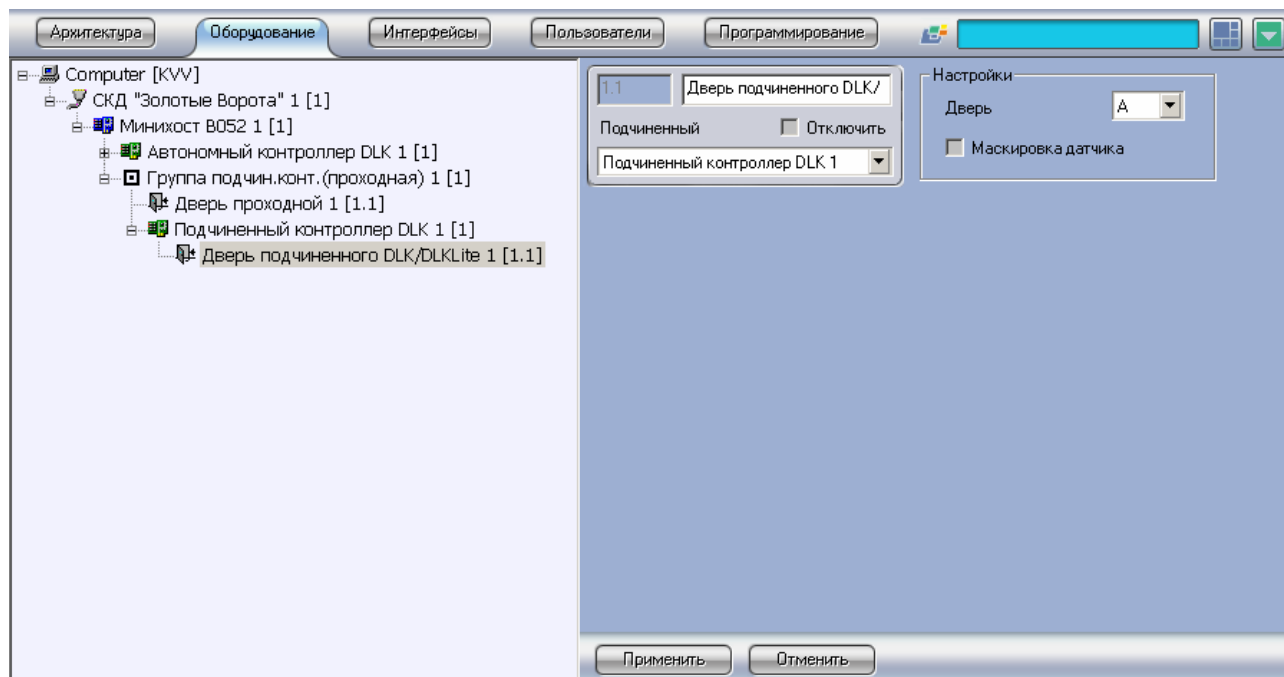 Архитектура Оборудование Интерфейсы Пользователи Программирование
Computer [KVV]
СКД "Золотые Ворота" 1 [1]
Минихост B052 1 [1]
Автономный контроллер DLK 1 [1]
Группа подчин.конт.(проходная) 1 [1]
Дверь проходной 1 [1.1]
Подчиненный контроллер DLK 1 [1]
Дверь подчиненного DLK/DLKLite 1 [1.1]
1.1 Дверь подчиненного DLK/
Подчиненный Отключить
Подчиненный контроллер DLK 1
Настройки
Дверь A
Маскировка датчика
Применить Отменить